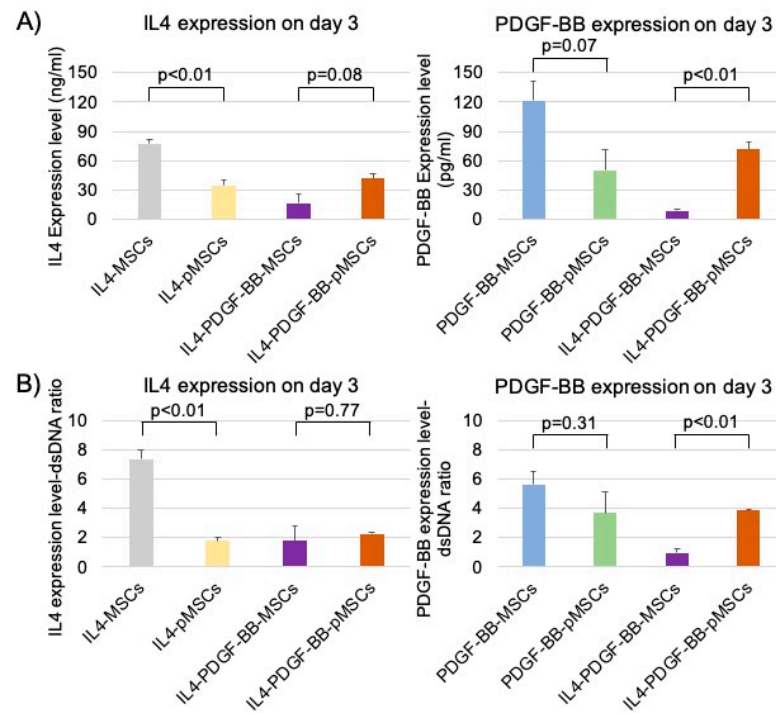 A)
IL4 expression on day 3
IL4 Expression level (ng/ml)
150
120
90
60
30
0
p<0.01
p=0.08
IL4-MSCs
IL4-pMSCs
IL4-PDGF-BB-MSCs
IL4-PDGF-BB-pMSCs
PDGF-BB expression on day 3
PDGF-BB Expression level
(pg/ml)
150
120
90
60
30
0
p=0.07
p<0.01
PDGF-BB-MSCs
PDGF-BB-pMSCs
IL4-PDGF-BB-MSCs
IL4-PDGF-BB-pMSCs
B)
IL4 expression on day 3
IL4 expression level-dsDNA ratio
10
8
6
4
2
0
p<0.01
p=0.77
IL4-MSCs
IL4-pMSCs
IL4-PDGF-BB-MSCs
IL4-PDGF-BB-pMSCs
PDGF-BB expression on day 3
PDGF-BB expression level-
dsDNA ratio
10
8
6
4
2
0
p=0.31
p<0.01
PDGF-BB-MSCs
PDGF-BB-pMSCs
IL4-PDGF-BB-MSCs
IL4-PDGF-BB-pMSCs